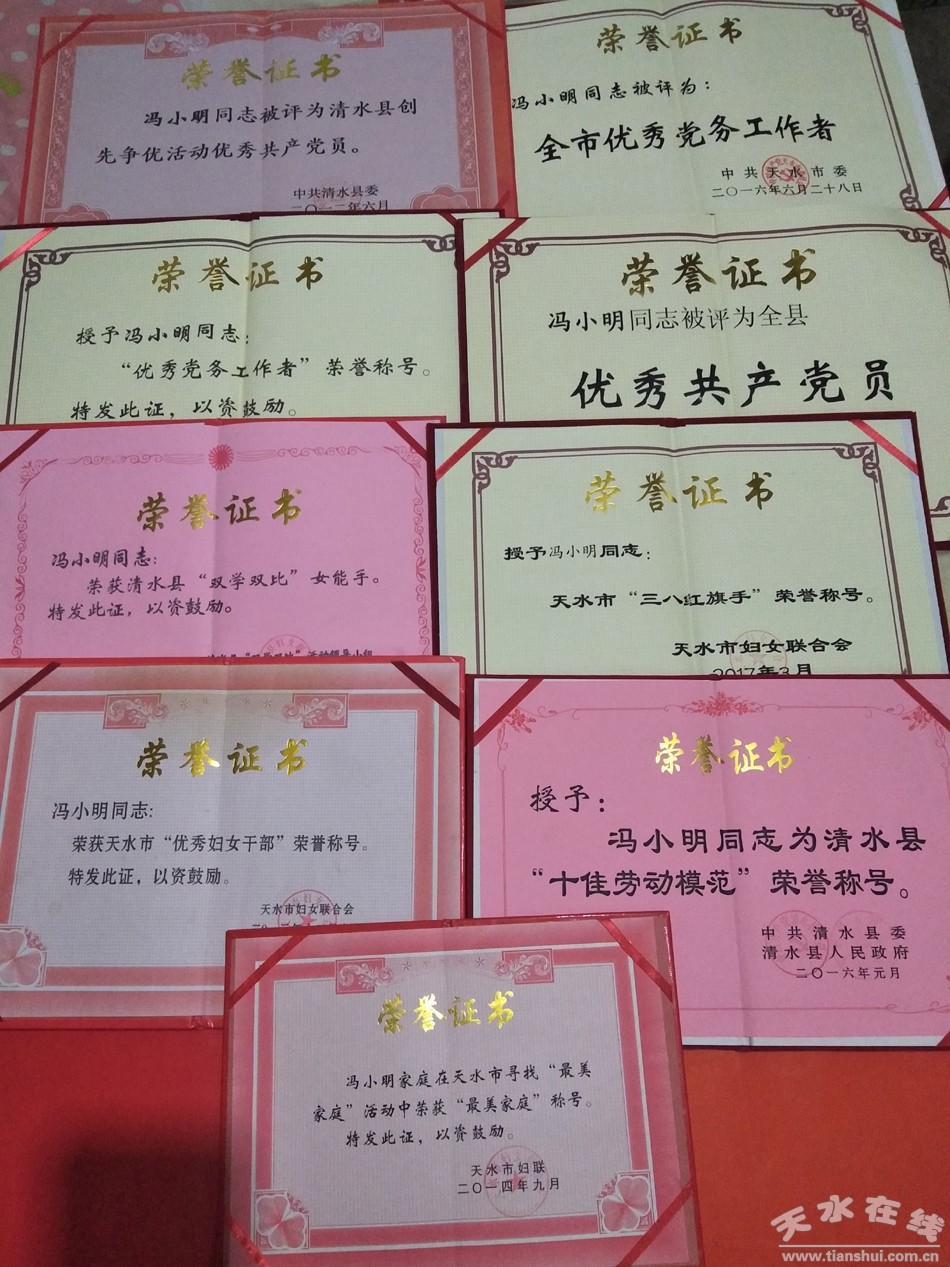 荣誉证书
冯小明同志被评为清水县创
先争优活动优秀共产党员。
中共清水县委
二〇一二年六月
荣誉证书
冯小明同志被评为：
全市优秀党务工作者
中共天水市委
二〇一六年六月二十八日
荣誉证书
授予冯小明同志：
“优秀党务工作者”荣誉称号。
特发此证，以资鼓励。
荣誉证书
冯小明同志被评为全县
优秀共产党员
荣誉证书
冯小明同志：
荣获清水县“双学双比”女能手。
特发此证，以资鼓励。
荣誉证书
授予冯小明同志：
天水市“三八红旗手”荣誉称号。
天水市妇女联合会
2017年3月
荣誉证书
冯小明同志：
荣获天水市“优秀妇女干部”荣誉称号。
特发此证，以资鼓励。
天水市妇女联合会
荣誉证书
授予：
冯小明同志为清水县
“十佳劳动模范”荣誉称号。
中共清水县委
清水县人民政府
二〇一六年元月
荣誉证书
冯小明家庭在天水市寻找“最美
家庭”活动中荣获“最美家庭”称号。
特发此证，以资鼓励。
天水市妇联
二〇一四年九月
天水在线
www.tianshui.com.cn